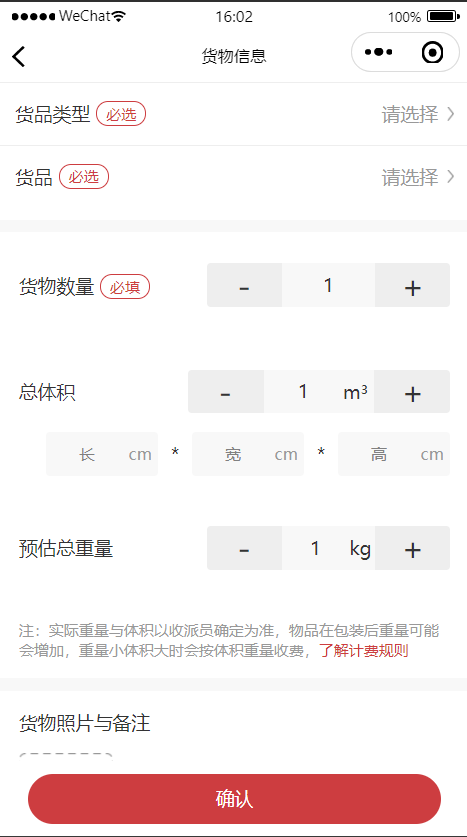 WeChat 16:02 100%
货物信息
货品类型 必选 请选择
货品 必选 请选择
货物数量 必填 - 1 +
总体积 - 1 m³ +
长 cm * 宽 cm * 高 cm
预估总重量 - 1 kg +
注：实际重量与体积以收派员确定为准，物品在包装后重量可能
会增加，重量小体积大时会按体积重量收费，了解计费规则
货物照片与备注
确认